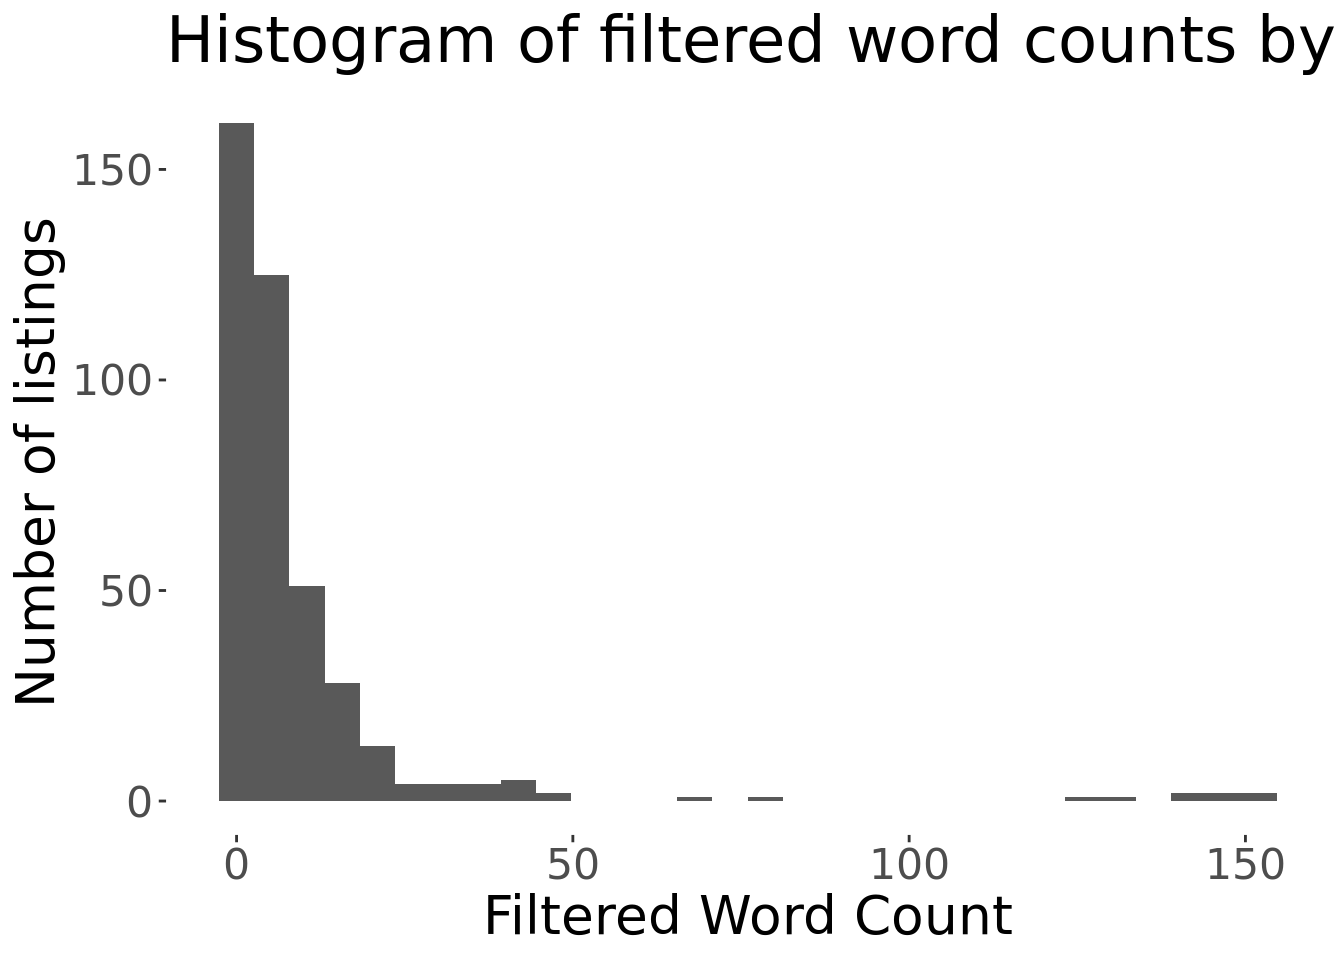 Histogram of filtered word counts by
Number of listings
150
100
50
0
0 50 100 150
Filtered Word Count